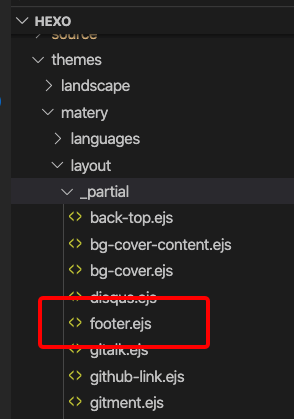 HEXO
source
themes
landscape
matery
languages
layout
_partial
back-top.ejs
bg-cover-content.ejs
bg-cover.ejs
disqus.ejs
footer.ejs
gitalk.ejs
github-link.ejs
gitment.ejs